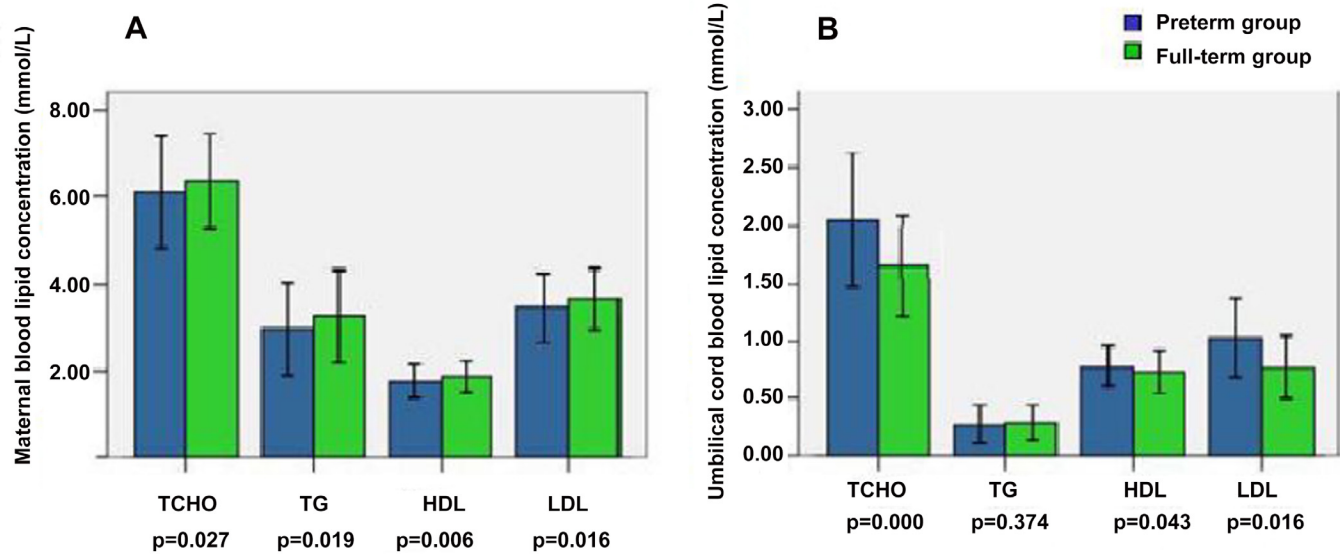 A
Maternal blood lipid concentration (mmol/L)
8.00
6.00
4.00
2.00
TCHO TG HDL LDL
p=0.027 p=0.019 p=0.006 p=0.016
B
Preterm group
Full-term group
Umbilical cord blood lipid concentration (mmol/L)
3.00
2.50
2.00
1.50
1.00
0.50
0.00
TCHO TG HDL LDL
p=0.000 p=0.374 p=0.043 p=0.016